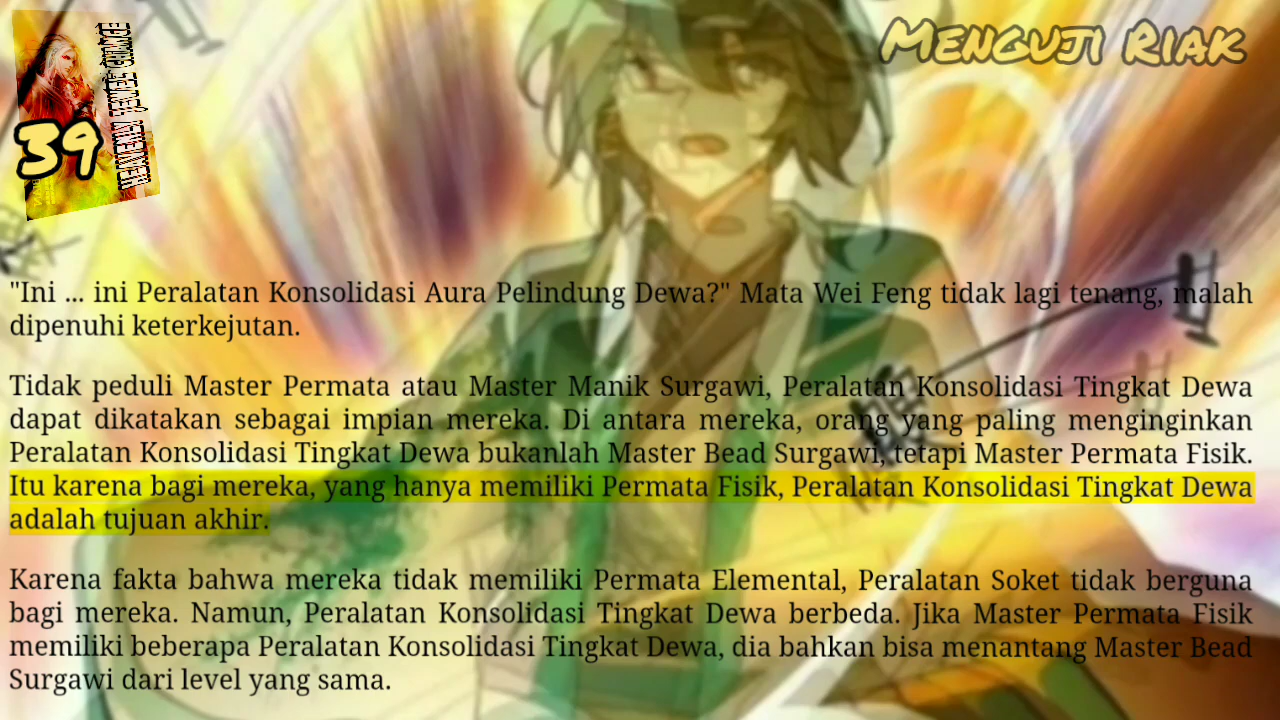 Menguji Riak
39
"Ini ... ini Peralatan Konsolidasi Aura Pelindung Dewa?" Mata Wei Feng tidak lagi tenang, malah
dipenuhi keterkejutan.
Tidak peduli Master Permata atau Master Manik Surgawi, Peralatan Konsolidasi Tingkat Dewa
dapat dikatakan sebagai impian mereka. Di antara mereka, orang yang paling menginginkan
Peralatan Konsolidasi Tingkat Dewa bukanlah Master Bead Surgawi, tetapi Master Permata Fisik.
Itu karena bagi mereka, yang hanya memiliki Permata Fisik, Peralatan Konsolidasi Tingkat Dewa
adalah tujuan akhir.
Karena fakta bahwa mereka tidak memiliki Permata Elemental, Peralatan Soket tidak berguna
bagi mereka. Namun, Peralatan Konsolidasi Tingkat Dewa berbeda. Jika Master Permata Fisik
memiliki beberapa Peralatan Konsolidasi Tingkat Dewa, dia bahkan bisa menantang Master Bead
Surgawi dari level yang sama.